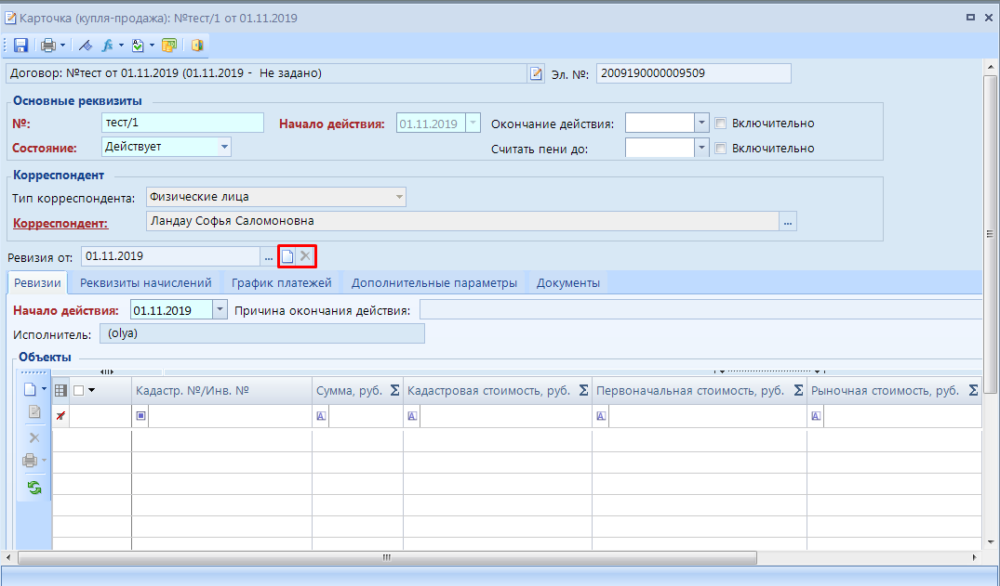 Карточка (купля-продажа): №тест/1 от 01.11.2019
Договор: №тест от 01.11.2019 (01.11.2019 - Не задано) Эл. №: 2009190000009509
Основные реквизиты
№: тест/1 Начало действия: 01.11.2019 Окончание действия: Включительно
Состояние: Действует Считать пени до: Включительно
Корреспондент
Тип корреспондента: Физические лица
Корреспондент: Ландау Софья Саломоновна ...
Ревизия от: 01.11.2019 ...
Ревизии Реквизиты начислений График платежей Дополнительные параметры Документы
Начало действия: 01.11.2019 Причина окончания действия:
Исполнитель: (olya)
Объекты
Кадастр. №/Инв. № Сумма, руб. Σ Кадастровая стоимость, руб. Σ Первоначальная стоимость, руб. Σ Рыночная стоимость, руб. Σ